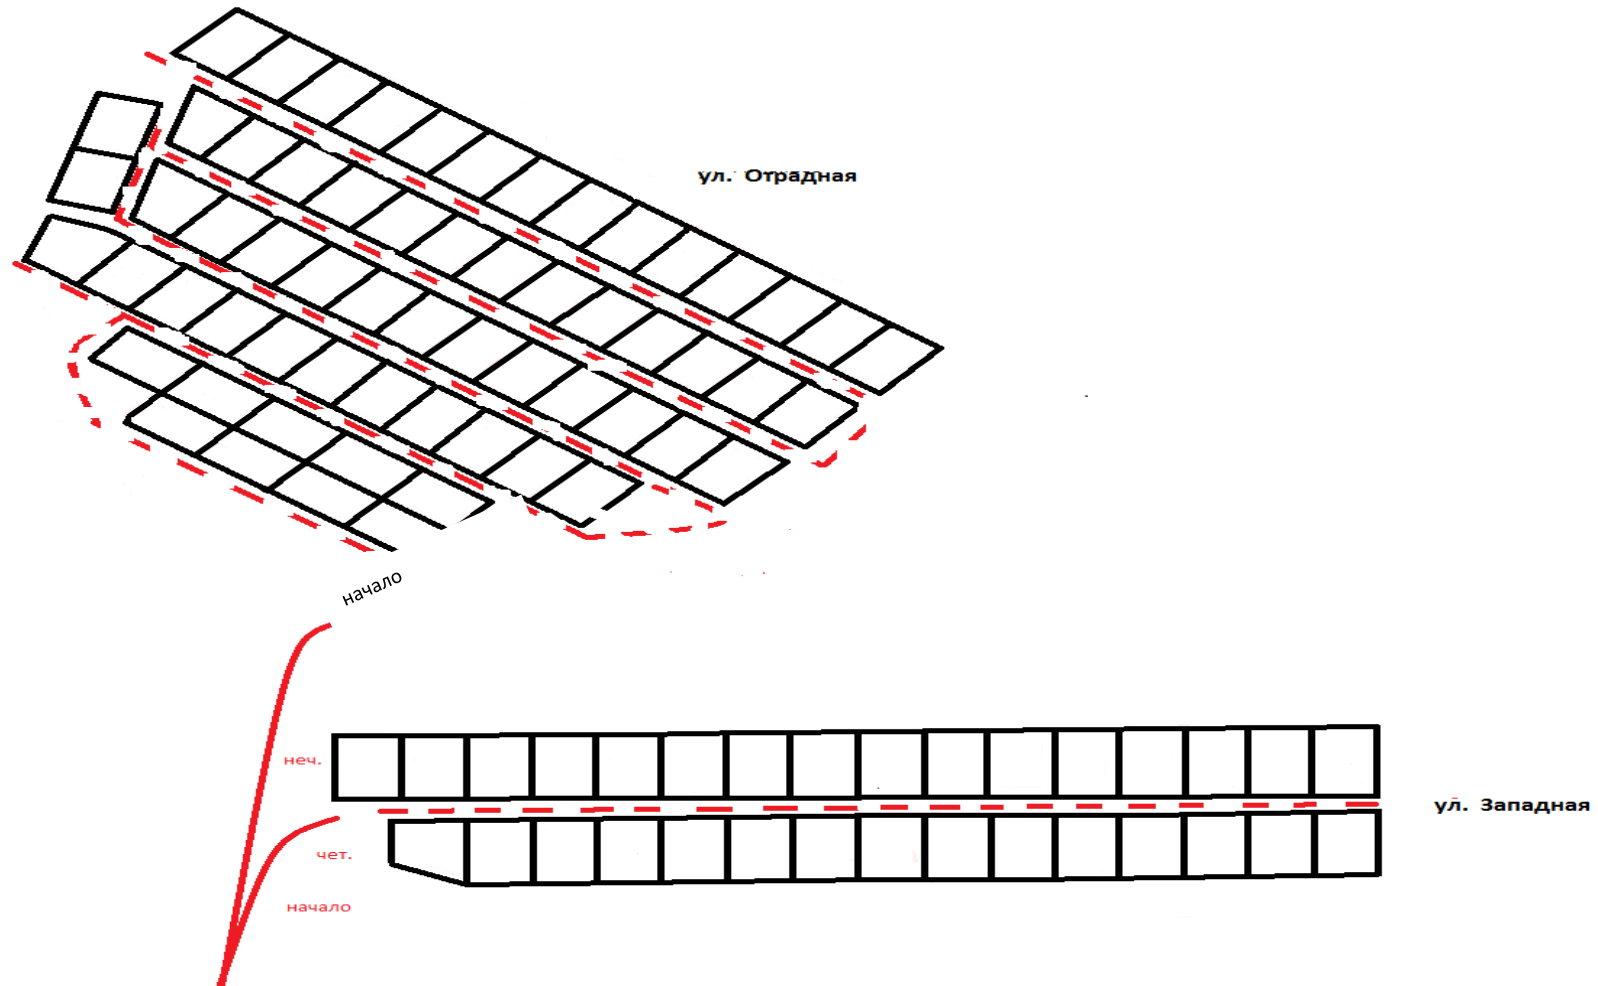 ул. Отрадная
начало
неч.
ул. Западная
чет.
начало